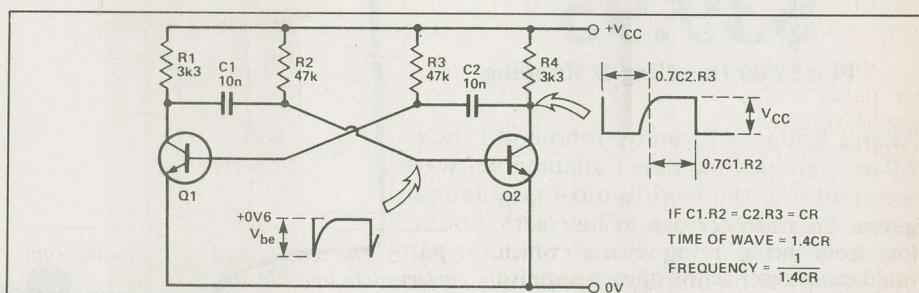 +VCC
R1
3k3
C1
10n
R2
47k
R3
47k
C2
10n
R4
3k3
0.7C2.R3
VCC
0.7C1.R2
Q1
Q2
+0V6
Vbe
IF C1.R2 = C2.R3 = CR
TIME OF WAVE = 1.4CR
FREQUENCY = 1
1.4CR
0V